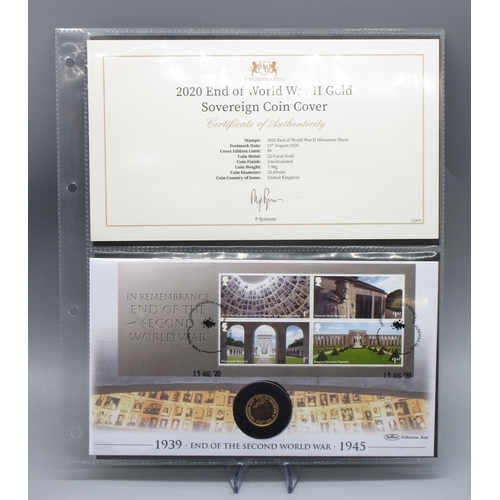 2020 End of World War II Gold
Sovereign Coin Cover
Certificate of Authenticity
Stamps: 2020 End of World War II Miniature Sheet
Postmark Date: 15th August 2020
Cover Edition Limit: 99
Coin Metal: 22 Carat Gold
Coin Finish: Uncirculated
Coin Weight: 7.98g
Coin Diameter: 22.05mm
Coin Country of Issue: United Kingdom
P Symons
IN REMEMBRANCE
END OF THE
SECOND
WORLD WAR
15 AUG '20
15 AUG '20
1939 · END OF THE SECOND WORLD WAR · 1945